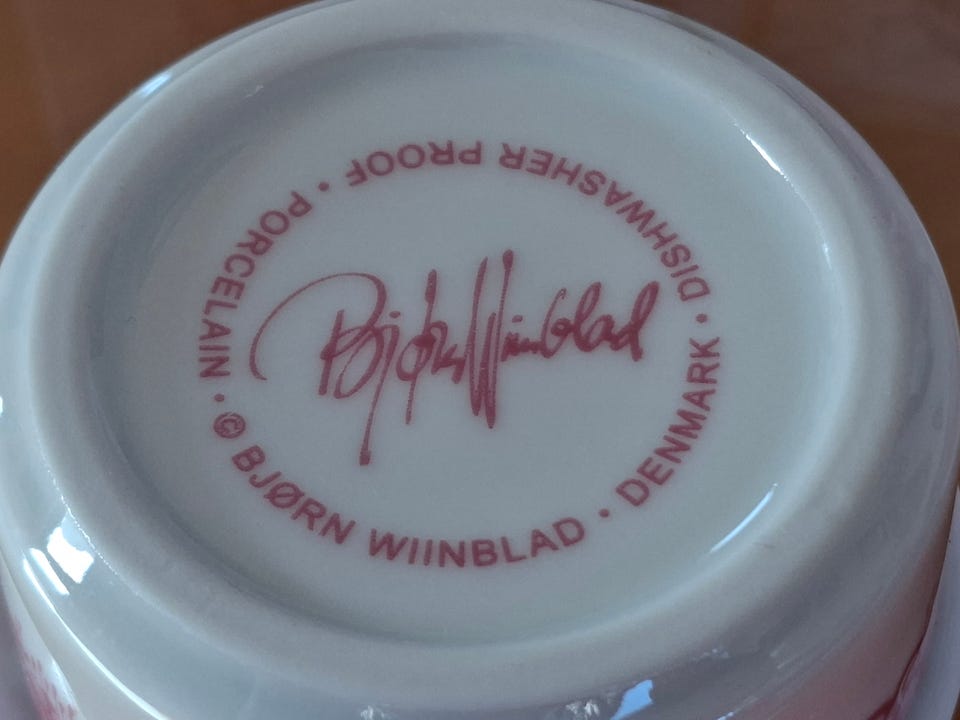 Bjørn Wiinblad
© BJØRN WIINBLAD • DENMARK • DISHWASHER PROOF • PORCELAIN •